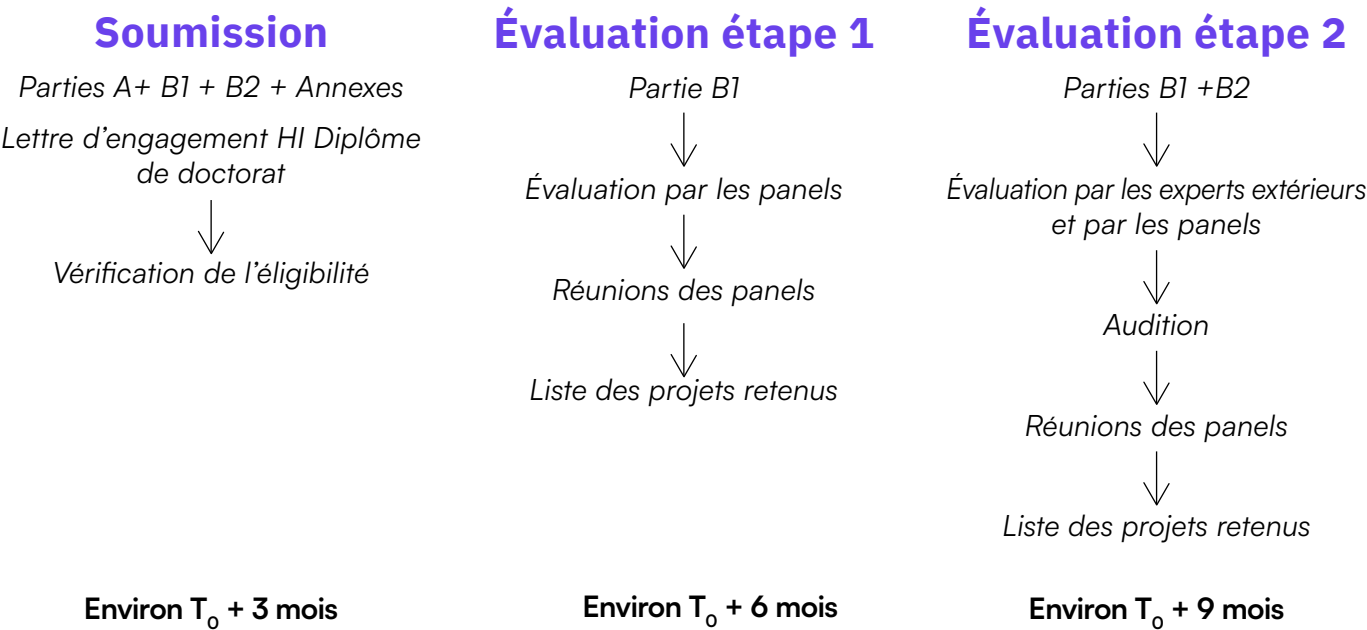 Soumission
Parties A+ B1 + B2 + Annexes
Lettre d’engagement HI Diplôme
de doctorat
Vérification de l’éligibilité
Environ T₀ + 3 mois
Évaluation étape 1
Partie B1
Évaluation par les panels
Réunions des panels
Liste des projets retenus
Environ T₀ + 6 mois
Évaluation étape 2
Parties B1 +B2
Évaluation par les experts extérieurs
et par les panels
Audition
Réunions des panels
Liste des projets retenus
Environ T₀ + 9 mois